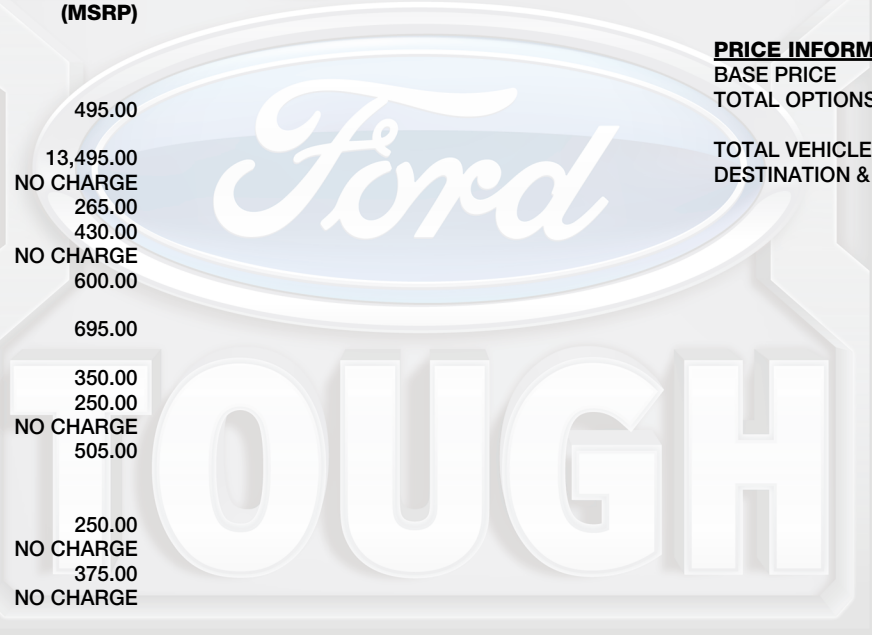 (MSRP)
495.00
13,495.00
NO CHARGE
265.00
430.00
NO CHARGE
600.00
695.00
350.00
250.00
NO CHARGE
505.00
250.00
NO CHARGE
375.00
NO CHARGE
PRICE INFORM
BASE PRICE
TOTAL OPTIONS
TOTAL VEHICLE
DESTINATION &
Ford
TOUGH